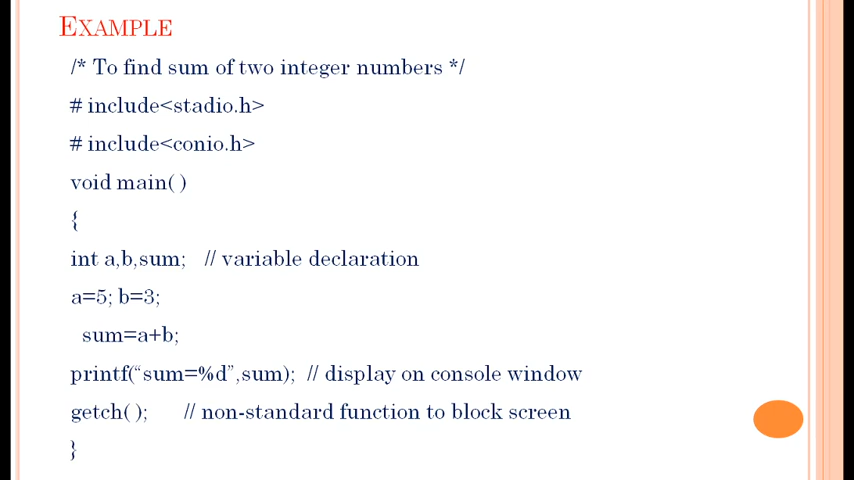 EXAMPLE
/* To find sum of two integer numbers */
# include<stadio.h>
# include<conio.h>
void main( )
{
int a,b,sum;   // variable declaration
a=5; b=3;
sum=a+b;
printf(“sum=%d”,sum);  // display on console window
getch( );      // non-standard function to block screen
}